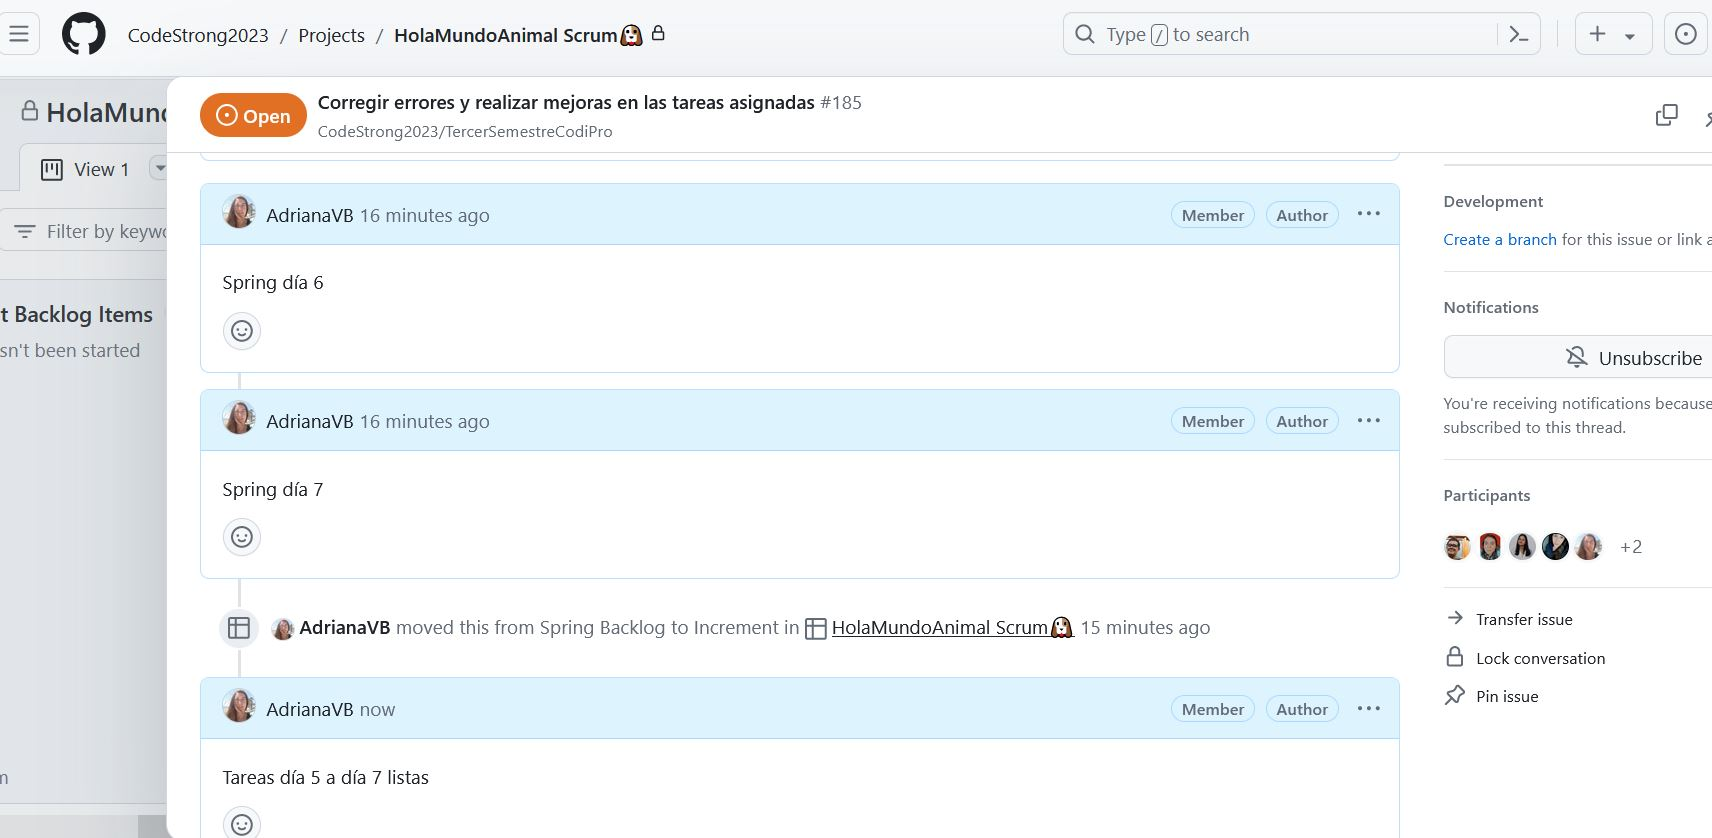 CodeStrong2023 / Projects / HolaMundoAnimal Scrum
Type / to search
HolaMund
View 1
Filter by keywo
t Backlog Items
sn't been started
Open
Corregir errores y realizar mejoras en las tareas asignadas #185
CodeStrong2023/TercerSemestreCodiPro
AdrianaVB 16 minutes ago
Member Author
Spring día 6
AdrianaVB 16 minutes ago
Member Author
Spring día 7
AdrianaVB moved this from Spring Backlog to Increment in HolaMundoAnimal Scrum 15 minutes ago
AdrianaVB now
Member Author
Tareas día 5 a día 7 listas
Development
Create a branch for this issue or link a
Notifications
Unsubscribe
You're receiving notifications because
subscribed to this thread.
Participants
+2
Transfer issue
Lock conversation
Pin issue